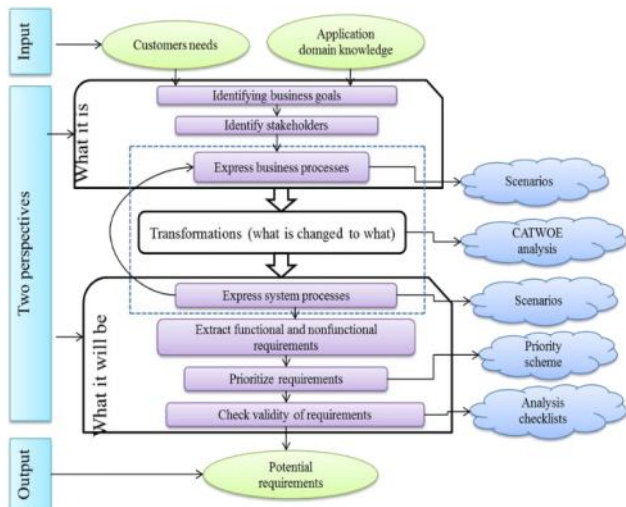 Input
Customers needs
Application
domain knowledge
Two perspectives
What it is
Identifying business goals
Identify stakeholders
Express business processes
Scenarios
Transformations (what is changed to what)
CATWOE
analysis
What it will be
Express system processes
Scenarios
Extract functional and nonfunctional
requirements
Priority
scheme
Prioritize requirements
Check validity of requirements
Analysis
checklists
Output
Potential
requirements